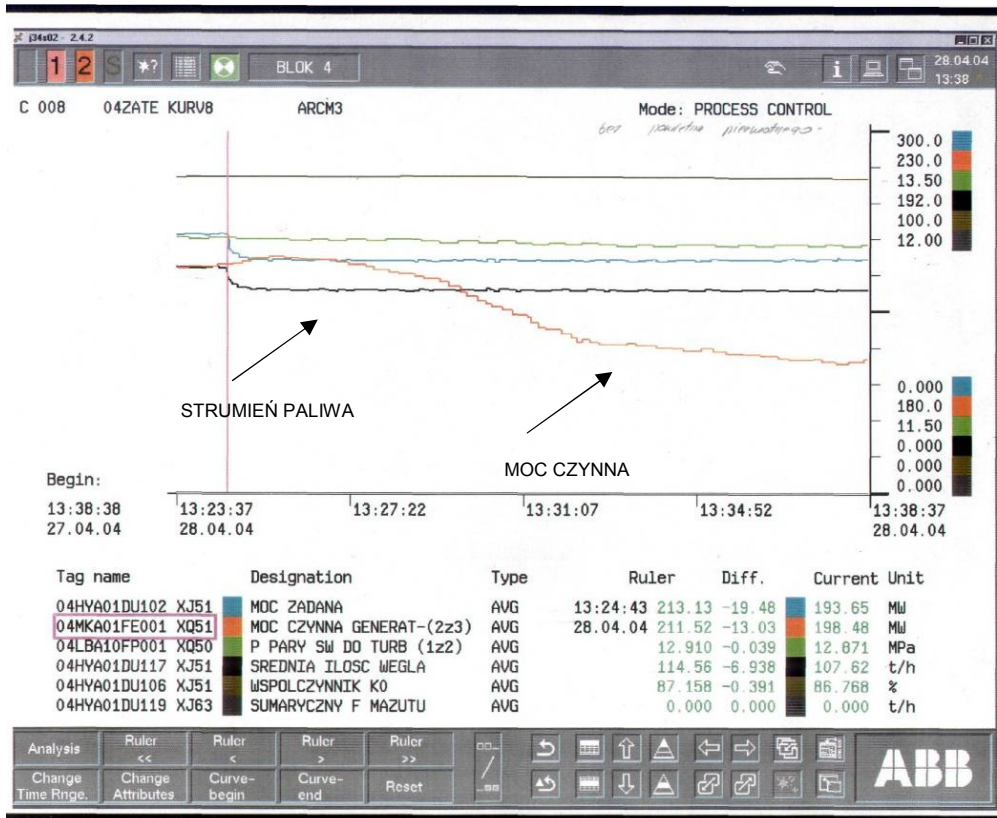 j34s02 - 2.4.2
1 2 S *? BLOK 4 i 28.04.04
13:38
C 008 04ZATE KURV8 ARCM3 Mode: PROCESS CONTROL
bez
300.0
230.0
13.50
192.0
100.0
12.00
STRUMIEŃ PALIWA
MOC CZYNNA
0.000
180.0
11.50
0.000
0.000
0.000
Begin:
13:38:38 13:23:37 13:27:22 13:31:07 13:34:52 13:38:37
27.04.04 28.04.04 28.04.04
Tag name Designation Type Ruler Diff. Current Unit
04HYA01DU102 XJ51 MOC ZADANA AVG 13:24:43 213.13 -19.48 193.65 MW
04MKA01FE001 XQ51 MOC CZYNNA GENERAT-(2z3) AVG 28.04.04 211.52 -13.03 198.48 MW
04LBA10FP001 XQ50 P PARY SW DO TURB (1z2) AVG 12.910 -0.039 12.871 MPa
04HYA01DU117 XJ51 SREDNIA ILOSC WEGLA AVG 114.56 -6.938 107.62 t/h
04HYA01DU106 XJ51 WSPOLCZYNNIK KO AVG 87.158 -0.391 86.768 %
04HYA01DU119 XJ63 SUMARYCZNY F MAZUTU AVG 0.000 0.000 0.000 t/h
Analysis Ruler << Ruler < Ruler > Ruler >>
Change Time Rnge. Change Attributes Curve-begin Curve-end Reset
ABB